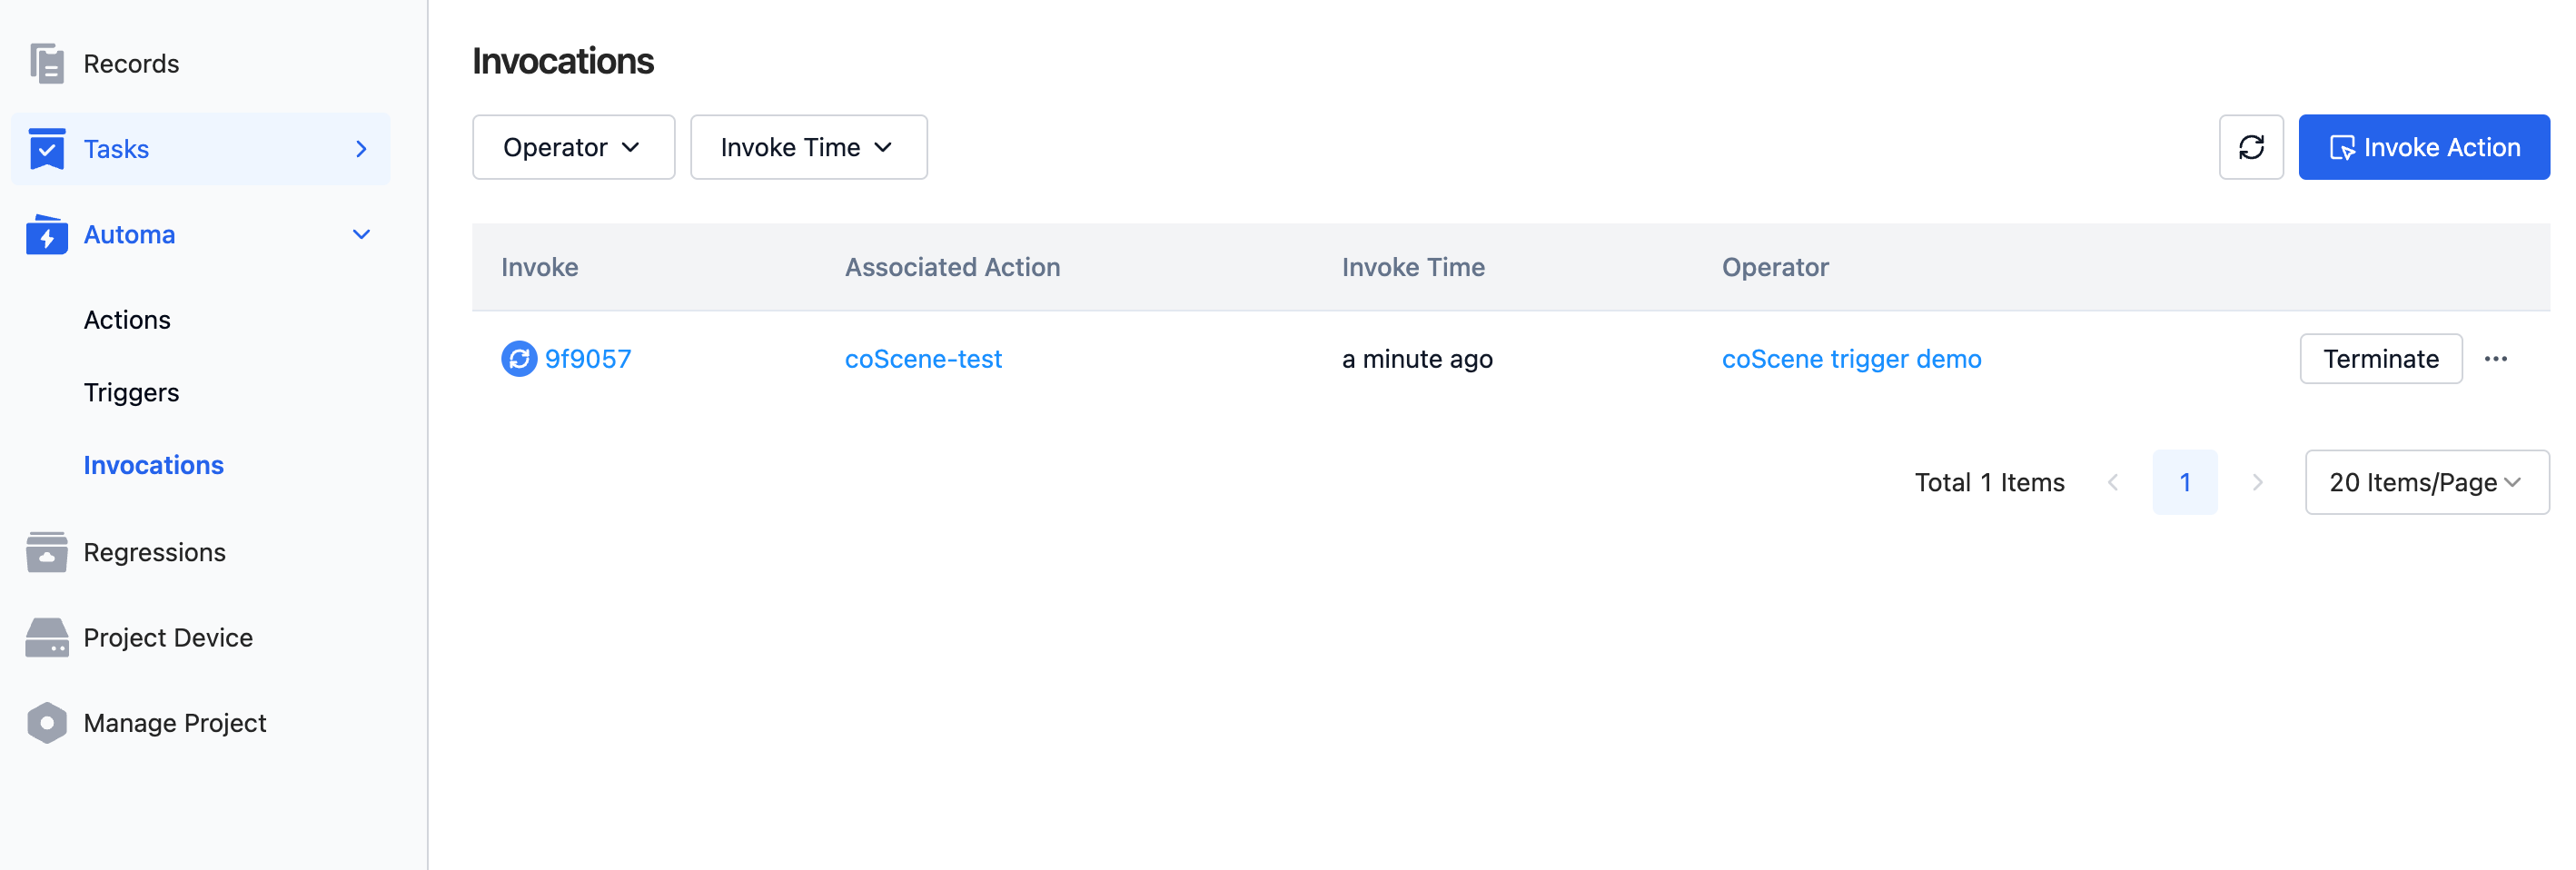 Records
Tasks
Automa
Actions
Triggers
Invocations
Regressions
Project Device
Manage Project
Invocations
Operator Invoke Time Invoke Action
Invoke Associated Action Invoke Time Operator
9f9057 coScene-test a minute ago coScene trigger demo Terminate
Total 1 Items 1 20 Items/Page